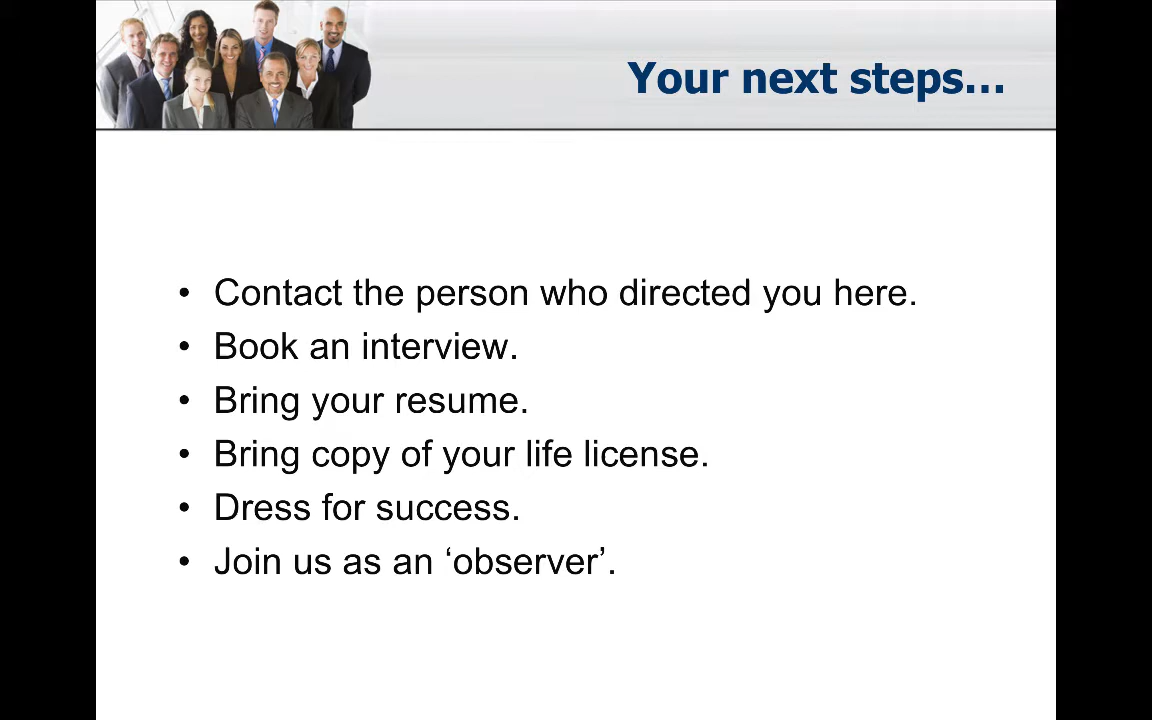 Your next steps...
• Contact the person who directed you here.
• Book an interview.
• Bring your resume.
• Bring copy of your life license.
• Dress for success.
• Join us as an ‘observer’.